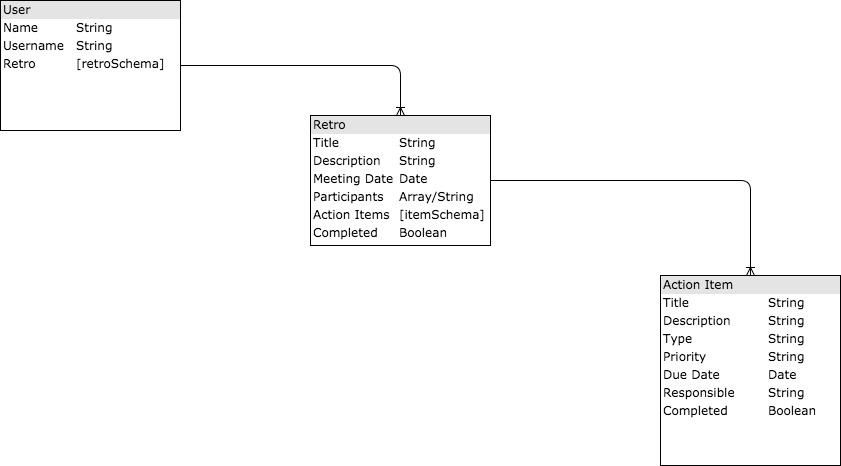 User
Name String
Username String
Retro [retroSchema]
Retro
Title String
Description String
Meeting Date Date
Participants Array/String
Action Items [itemSchema]
Completed Boolean
Action Item
Title String
Description String
Type String
Priority String
Due Date Date
Responsible String
Completed Boolean